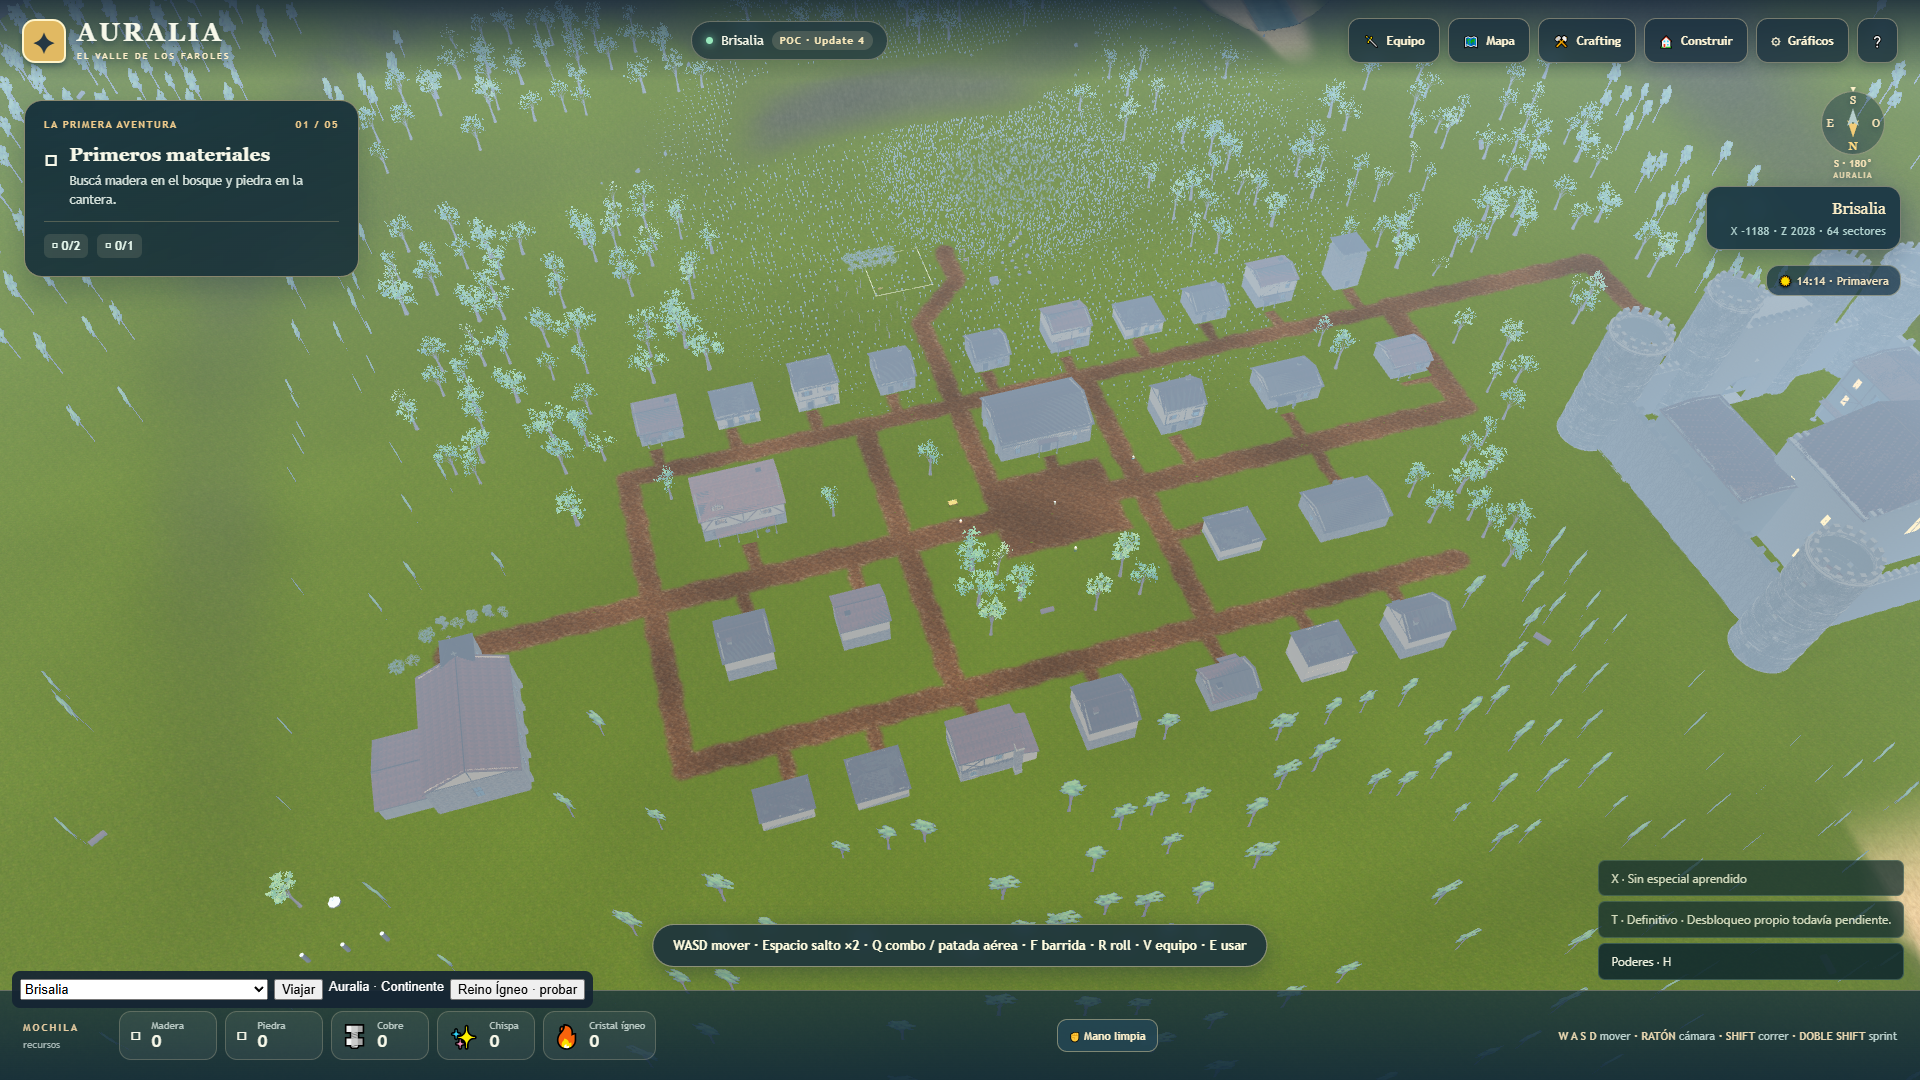 AURALIA
EL VALLE DE LOS FAROLES
Brisalia
POC · Update 4
Equipo
Mapa
Crafting
Construir
Gráficos
?
LA PRIMERA AVENTURA
01 / 05
Primeros materiales
Buscá madera en el bosque y piedra en la
cantera.
0/2
0/1
S
E
O
N
S · 180°
AURALIA
Brisalia
X -1188 · Z 2028 · 64 sectores
14:14 · Primavera
X · Sin especial aprendido
T · Definitivo · Desbloqueo propio todavía pendiente.
Poderes · H
WASD mover · Espacio salto ×2 · Q combo / patada aérea · F barrida · R roll · V equipo · E usar
Brisalia
Viajar
Auralia · Continente
Reino Ígneo · probar
MOCHILA
recursos
Madera
0
Piedra
0
Cobre
0
Chispa
0
Cristal ígneo
0
Mano limpia
W A S D mover · RATÓN cámara · SHIFT correr · DOBLE SHIFT sprint